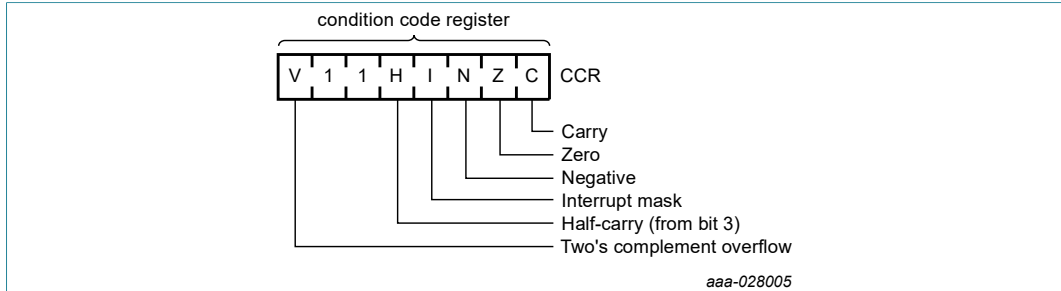 condition code register
V 1 1 H I N Z C CCR
Carry
Zero
Negative
Interrupt mask
Half-carry (from bit 3)
Two's complement overflow
aaa-028005